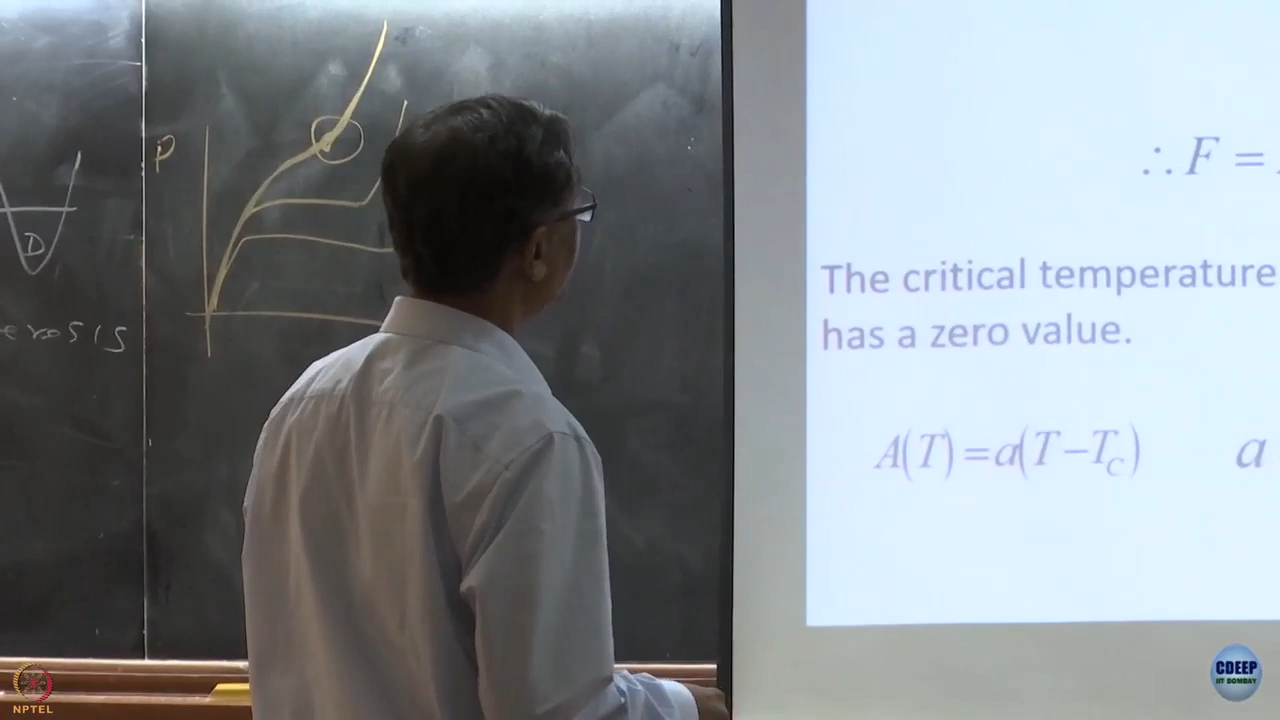 P
D
erosis
∴ F =
The critical temperature
has a zero value.
A(T) = a(T − T_C)    a
NPTEL
CDEEP
IIT BOMBAY